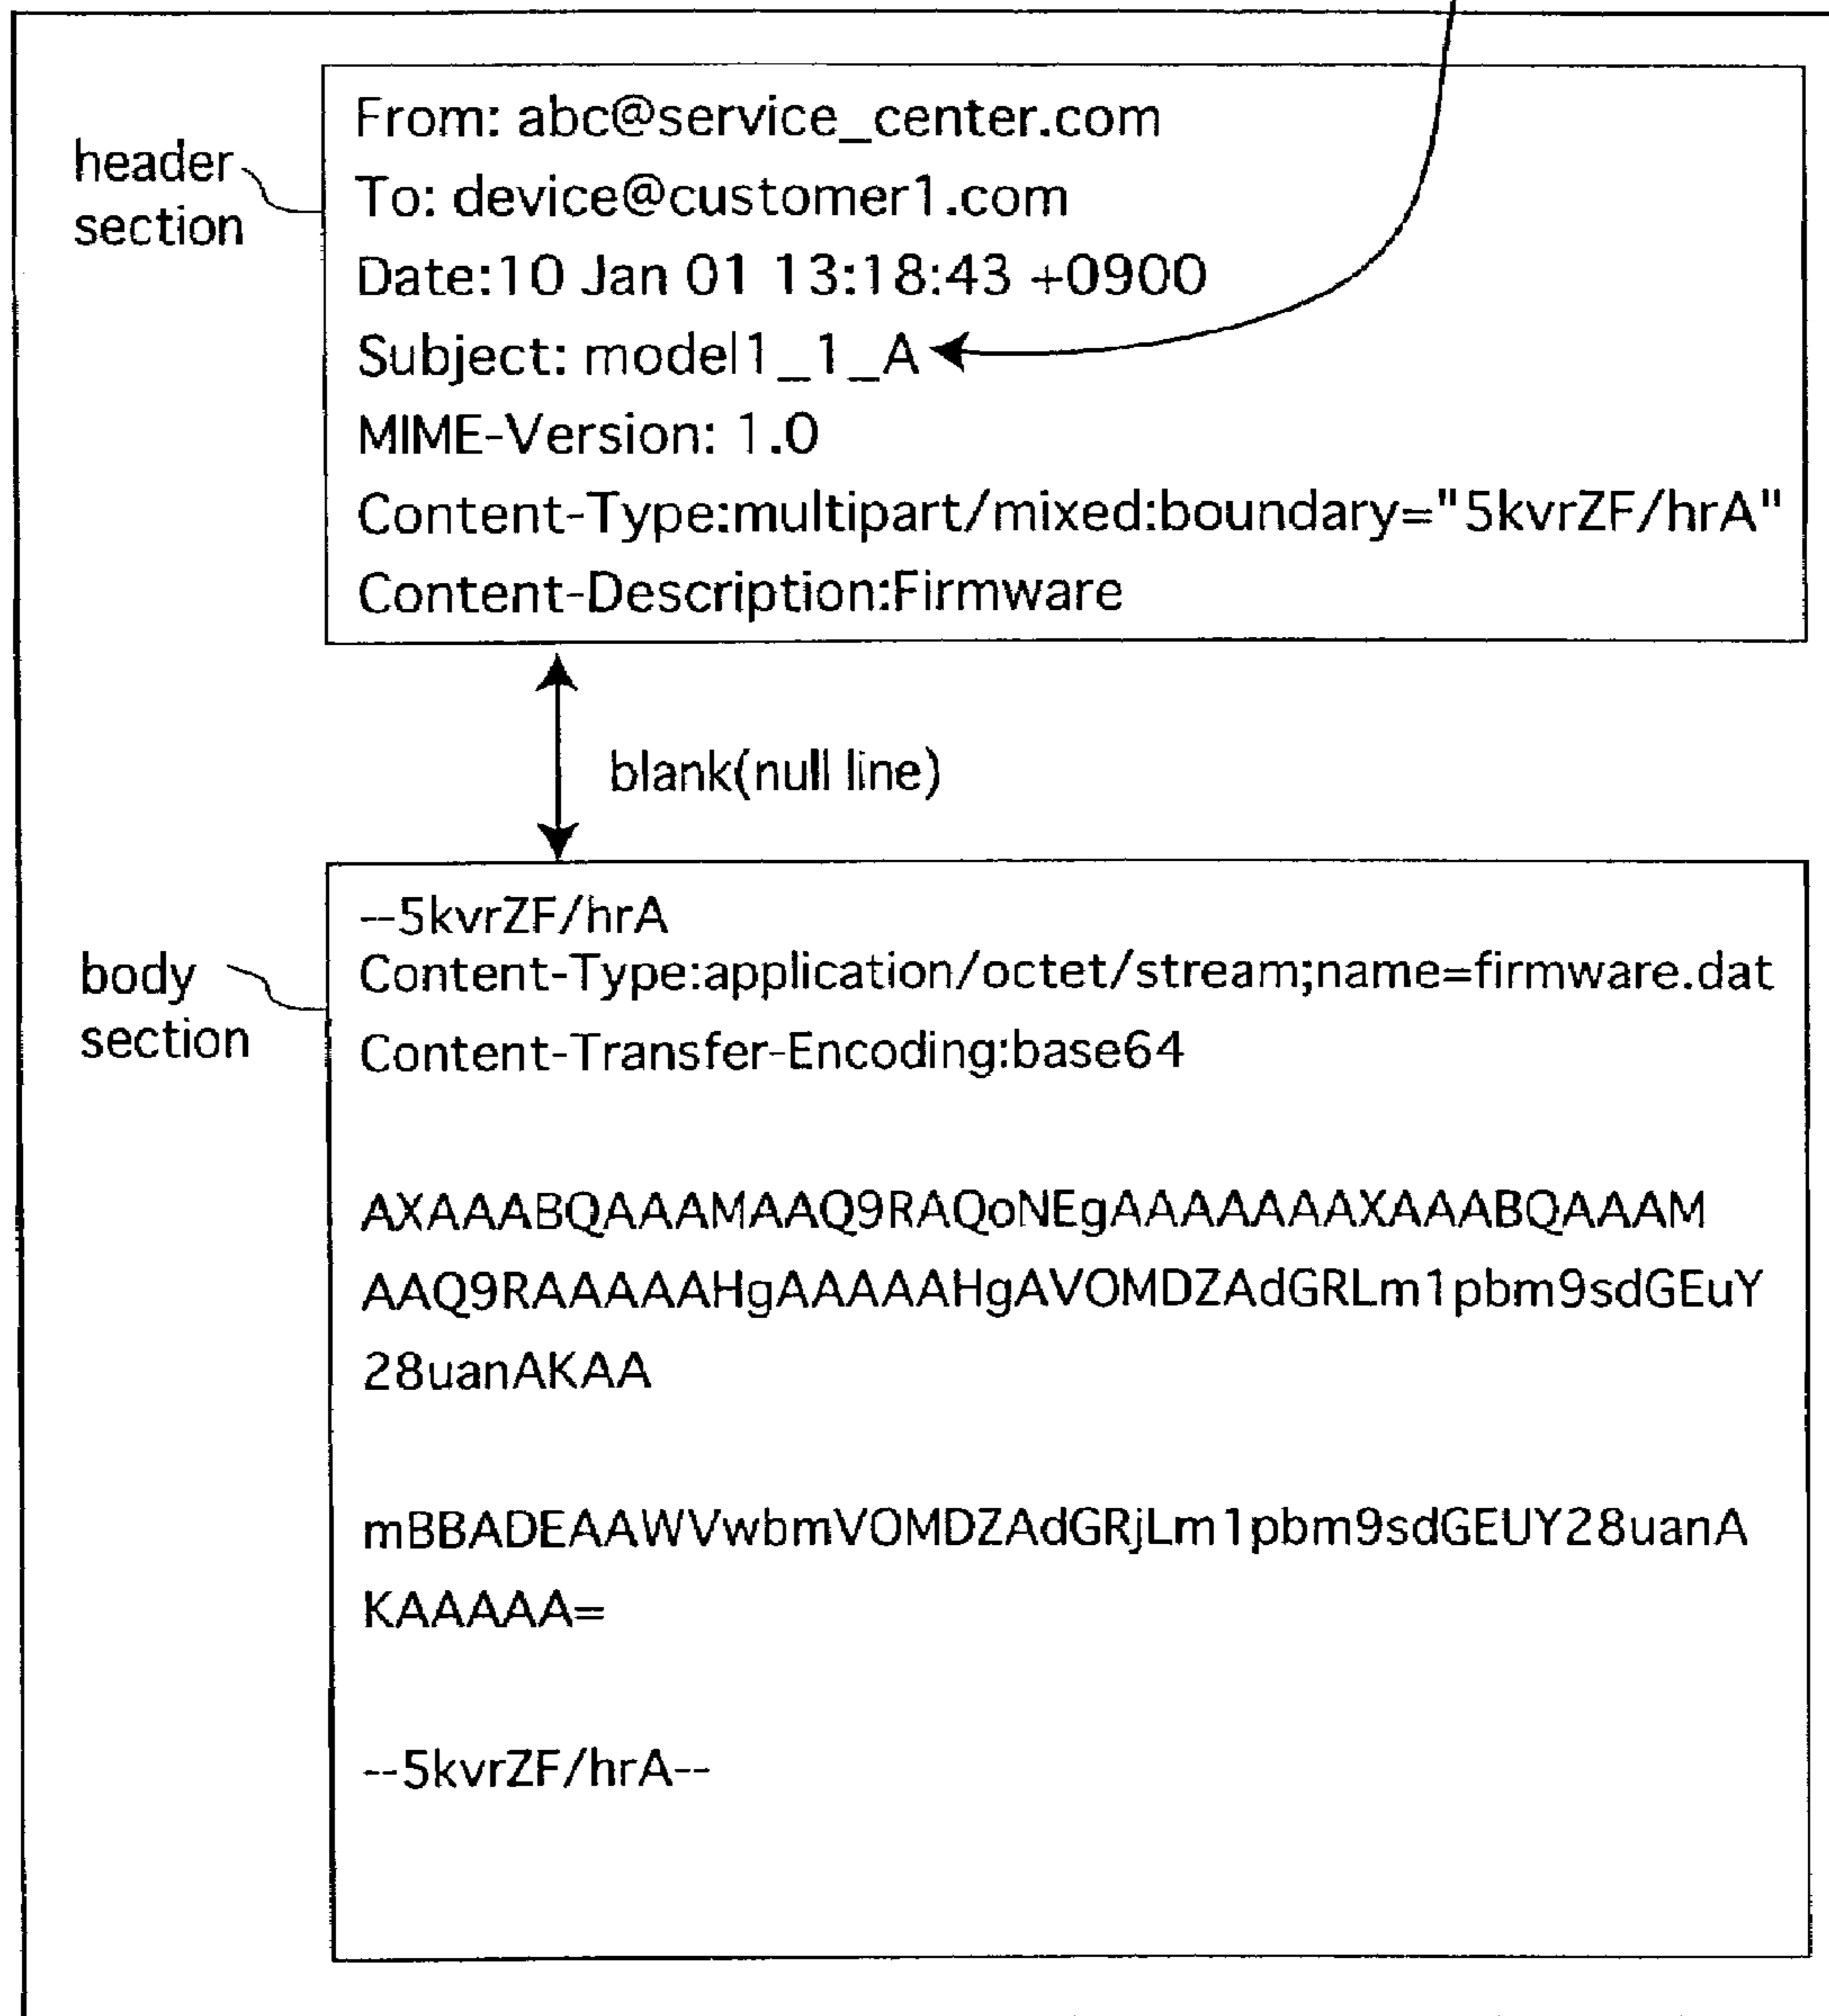 header
section
From: abc@service_center.com
To: device@customer1.com
Date:10 Jan 01 13:18:43 +0900
Subject: model1_1_A
MIME-Version: 1.0
Content-Type:multipart/mixed:boundary="5kvrZF/hrA"
Content-Description:Firmware
blank(null line)
body
section
--5kvrZF/hrA
Content-Type:application/octet/stream;name=firmware.dat
Content-Transfer-Encoding:base64
AXAAABQAAAMAAQ9RAQoNEgAAAAAAAXAAABQAAAM
AAQ9RAAAAAHgAAAAAHgAVOMDZAdGRLm1pbm9sdGEuY
28uanAKAA
mBBADEAAWVwbmVOMDZAdGRjLm1pbm9sdGEUY28uanA
KAAAAA=
--5kvrZF/hrA--